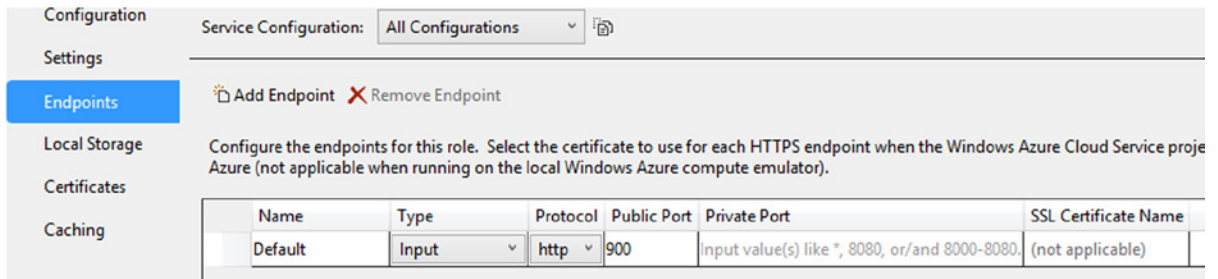 Configuration
Service Configuration: All Configurations
Settings
Endpoints
Add Endpoint Remove Endpoint
Local Storage
Configure the endpoints for this role. Select the certificate to use for each HTTPS endpoint when the Windows Azure Cloud Service proje
Azure (not applicable when running on the local Windows Azure compute emulator).
Certificates
Caching
Name Type Protocol Public Port Private Port SSL Certificate Name
Default Input http 900 Input value(s) like *, 8080, or/and 8000-8080. (not applicable)